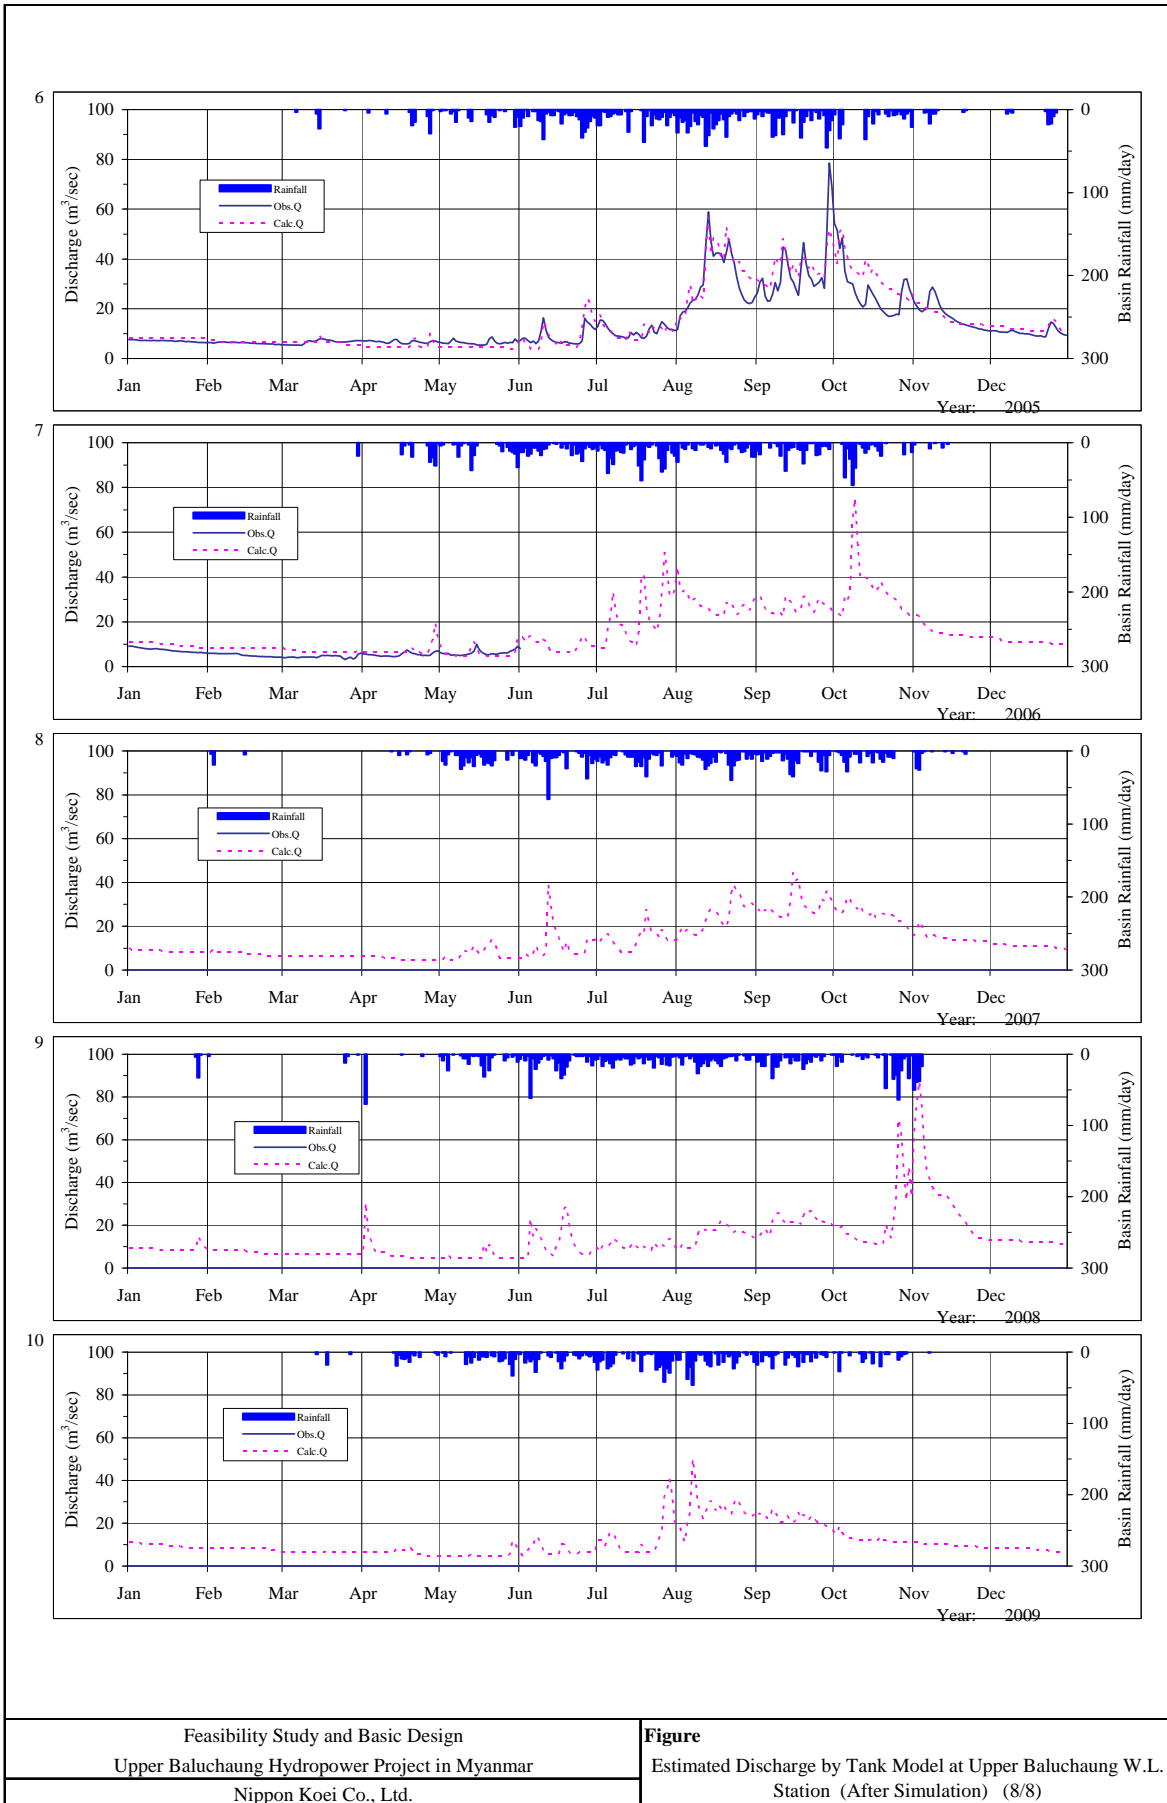 6
100
80
60
40
20
0
Discharge (m³/sec)
Rainfall
Obs.Q
Calc.Q
0
100
200
300
Basin Rainfall (mm/day)
Jan Feb Mar Apr May Jun Jul Aug Sep Oct Nov Dec
Year: 2005
7
100
80
60
40
20
0
Discharge (m³/sec)
Rainfall
Obs.Q
Calc.Q
0
100
200
300
Basin Rainfall (mm/day)
Jan Feb Mar Apr May Jun Jul Aug Sep Oct Nov Dec
Year: 2006
8
100
80
60
40
20
0
Discharge (m³/sec)
Rainfall
Obs.Q
Calc.Q
0
100
200
300
Basin Rainfall (mm/day)
Jan Feb Mar Apr May Jun Jul Aug Sep Oct Nov Dec
Year: 2007
9
100
80
60
40
20
0
Discharge (m³/sec)
Rainfall
Obs.Q
Calc.Q
0
100
200
300
Basin Rainfall (mm/day)
Jan Feb Mar Apr May Jun Jul Aug Sep Oct Nov Dec
Year: 2008
10
100
80
60
40
20
0
Discharge (m³/sec)
Rainfall
Obs.Q
Calc.Q
0
100
200
300
Basin Rainfall (mm/day)
Jan Feb Mar Apr May Jun Jul Aug Sep Oct Nov Dec
Year: 2009
Feasibility Study and Basic Design
Upper Baluchaung Hydropower Project in Myanmar
Nippon Koei Co., Ltd.
Figure
Estimated Discharge by Tank Model at Upper Baluchaung W.L.
Station (After Simulation) (8/8)